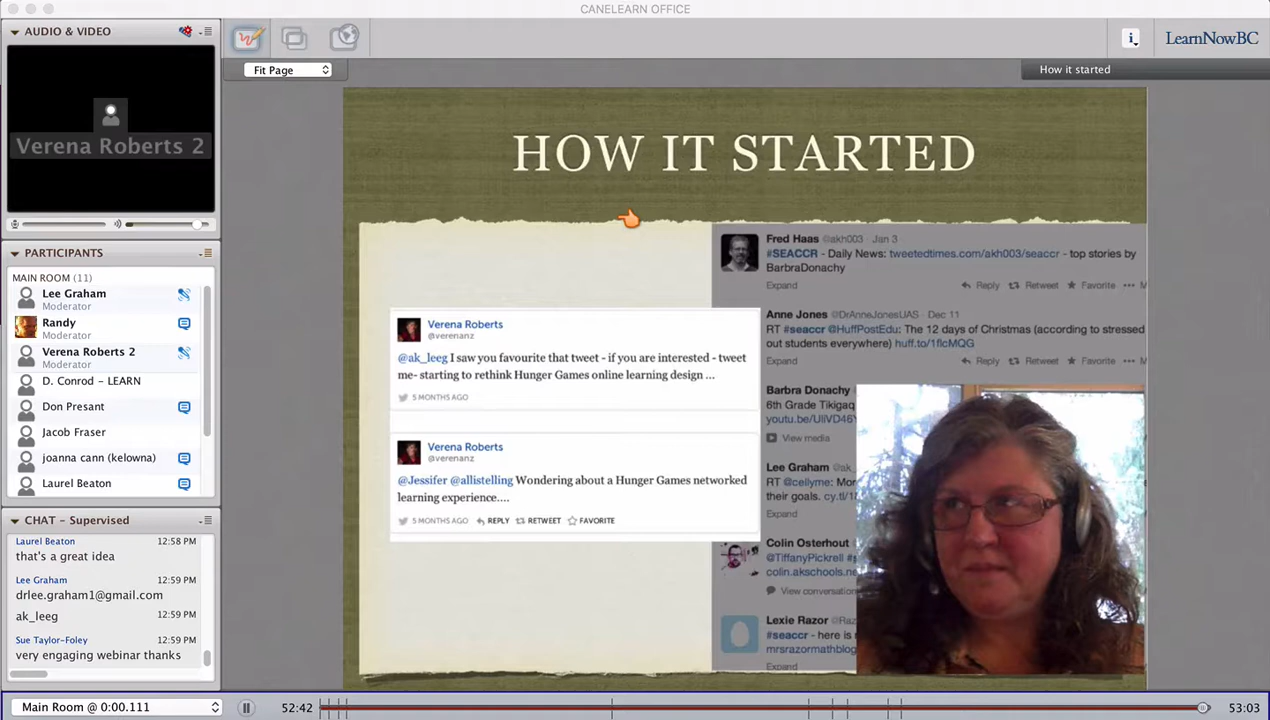 CANELEARN OFFICE
AUDIO & VIDEO
Verena Roberts 2
Fit Page
LearnNowBC
How it started
PARTICIPANTS
MAIN ROOM (11)
Lee Graham
Moderator
Randy
Moderator
Verena Roberts 2
Moderator
D. Conrod - LEARN
Don Presant
Jacob Fraser
joanna cann (kelowna)
Laurel Beaton
CHAT - Supervised
Laurel Beaton 12:58 PM
that's a great idea
Lee Graham 12:59 PM
drlee.graham1@gmail.com
ak_leeg 12:59 PM
Sue Taylor-Foley 12:59 PM
very engaging webinar thanks
HOW IT STARTED
Verena Roberts
@verenanz
@ak_leeg I saw you favourite that tweet - if you are interested - tweet
me- starting to rethink Hunger Games online learning design ...
5 MONTHS AGO
Verena Roberts
@verenanz
@Jessifer @allistelling Wondering about a Hunger Games networked
learning experience....
5 MONTHS AGO REPLY RETWEET FAVORITE
Fred Haas @akh003 Jan 3
#SEACCR - Daily News: tweetedtimes.com/akh003/seaccr - top stories by
BarbraDonachy
Expand Reply Retweet Favorite ••• M
Anne Jones @DrAnneJonesUAS Dec 11
RT #seaccr @HuffPostEdu: The 12 days of Christmas (according to stressed
out students everywhere) huff.to/1flcMQG
Expand Reply Retweet Favorite ••• M
Barbra Donachy
6th Grade Tikigaq
youtu.be/UliVD46Y
View media
Lee Graham @ak_
RT @cellyme: Mor
their goals. cy.tl/1
Expand
Colin Osterhout @
@TiffanyPickrell #
colin.akschools.ne
View conversation
Lexie Razor @Raz
#seaccr - here is
mrsrazormathblog
Expand
Main Room @ 0:00.111
52:42
53:03